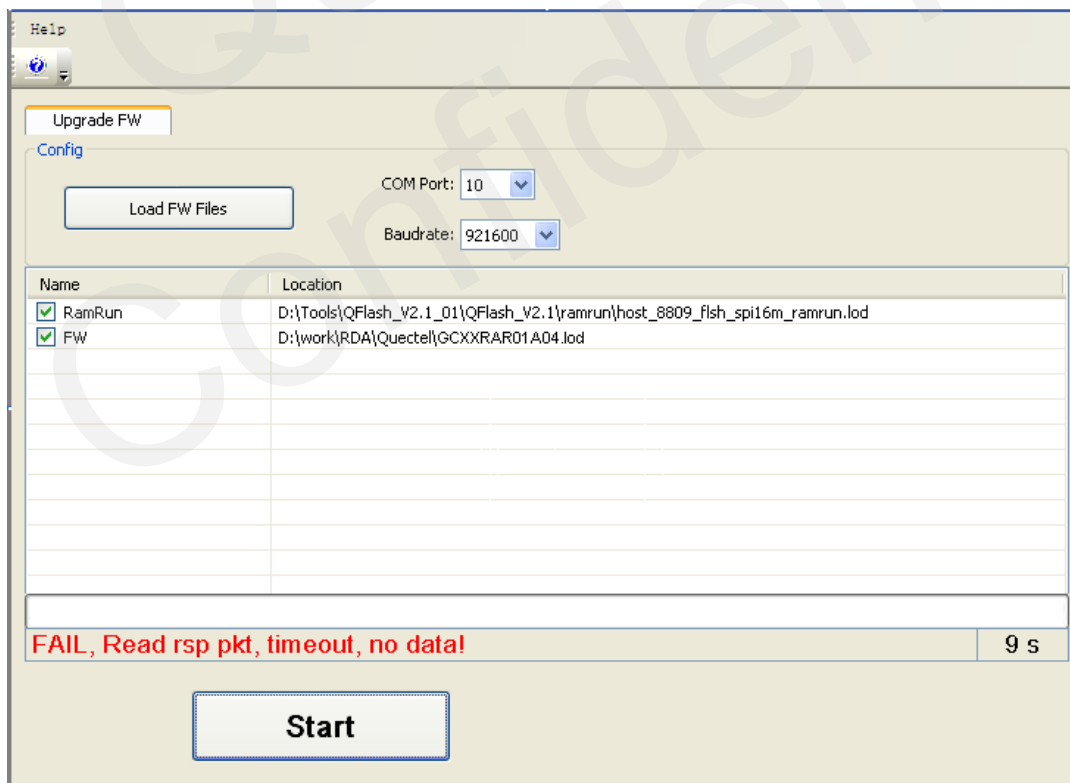 Help
Upgrade FW
Config
Load FW Files
COM Port: 10
Baudrate: 921600
Name Location
RamRun D:\Tools\QFlash_V2.1_01\QFlash_V2.1\ramrun\host_8809_flsh_spi16m_ramrun.lod
FW D:\work\RDA\Quectel\GCXXRAR01A04.lod
FAIL, Read rsp pkt, timeout, no data! 9 s
Start
Confiden